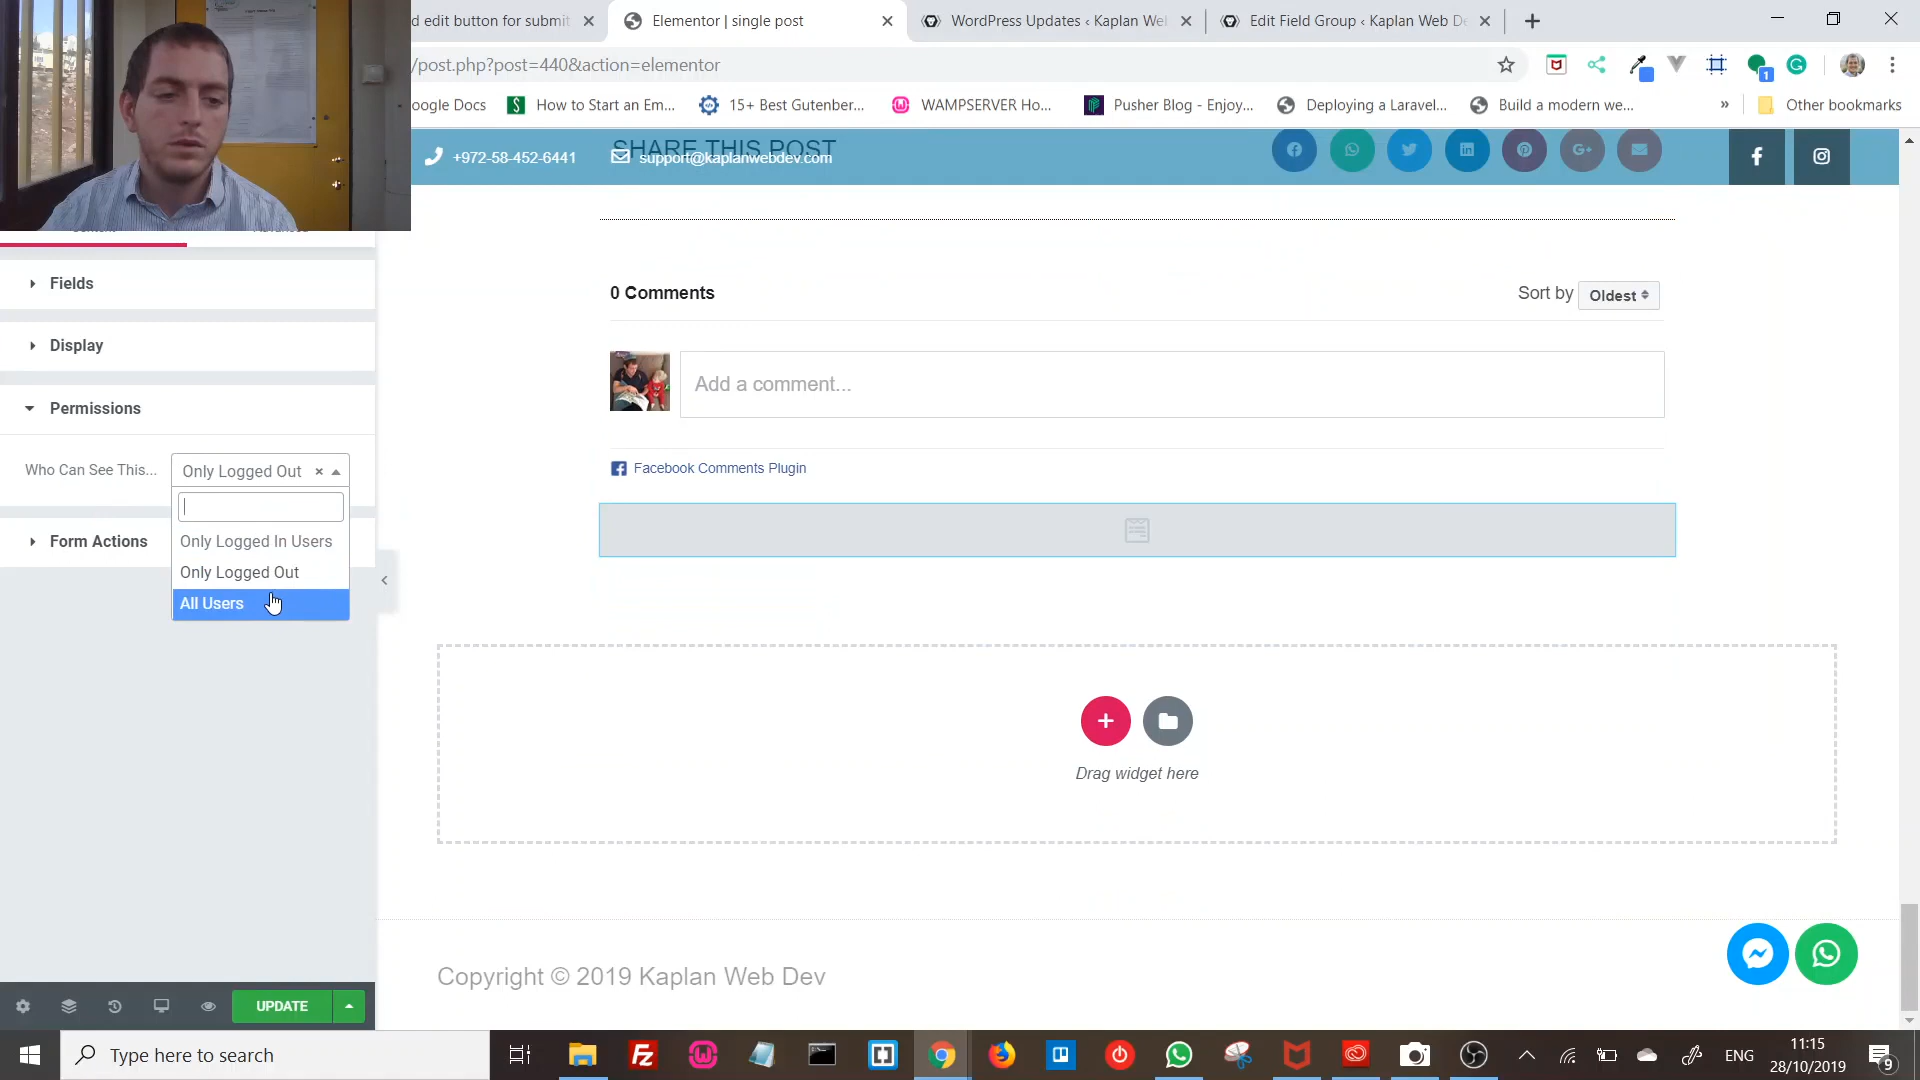 d edit button for submit
Elementor | single post
WordPress Updates ‹ Kaplan Wel
Edit Field Group ‹ Kaplan Web De
/post.php?post=440&action=elementor
oogle Docs
How to Start an Em...
15+ Best Gutenber...
WAMPSERVER Ho...
Pusher Blog - Enjoy...
Deploying a Laravel...
Build a modern we...
»
Other bookmarks
SHARE THIS POST
+972-58-452-6441
support@kaplanwebdev.com
Fields
Display
Permissions
Who Can See This...
Only Logged Out
Only Logged In Users
Only Logged Out
All Users
Form Actions
0 Comments
Sort by
Oldest
Add a comment...
Facebook Comments Plugin
Drag widget here
Copyright © 2019 Kaplan Web Dev
UPDATE
Type here to search
ENG
11:15
28/10/2019
9